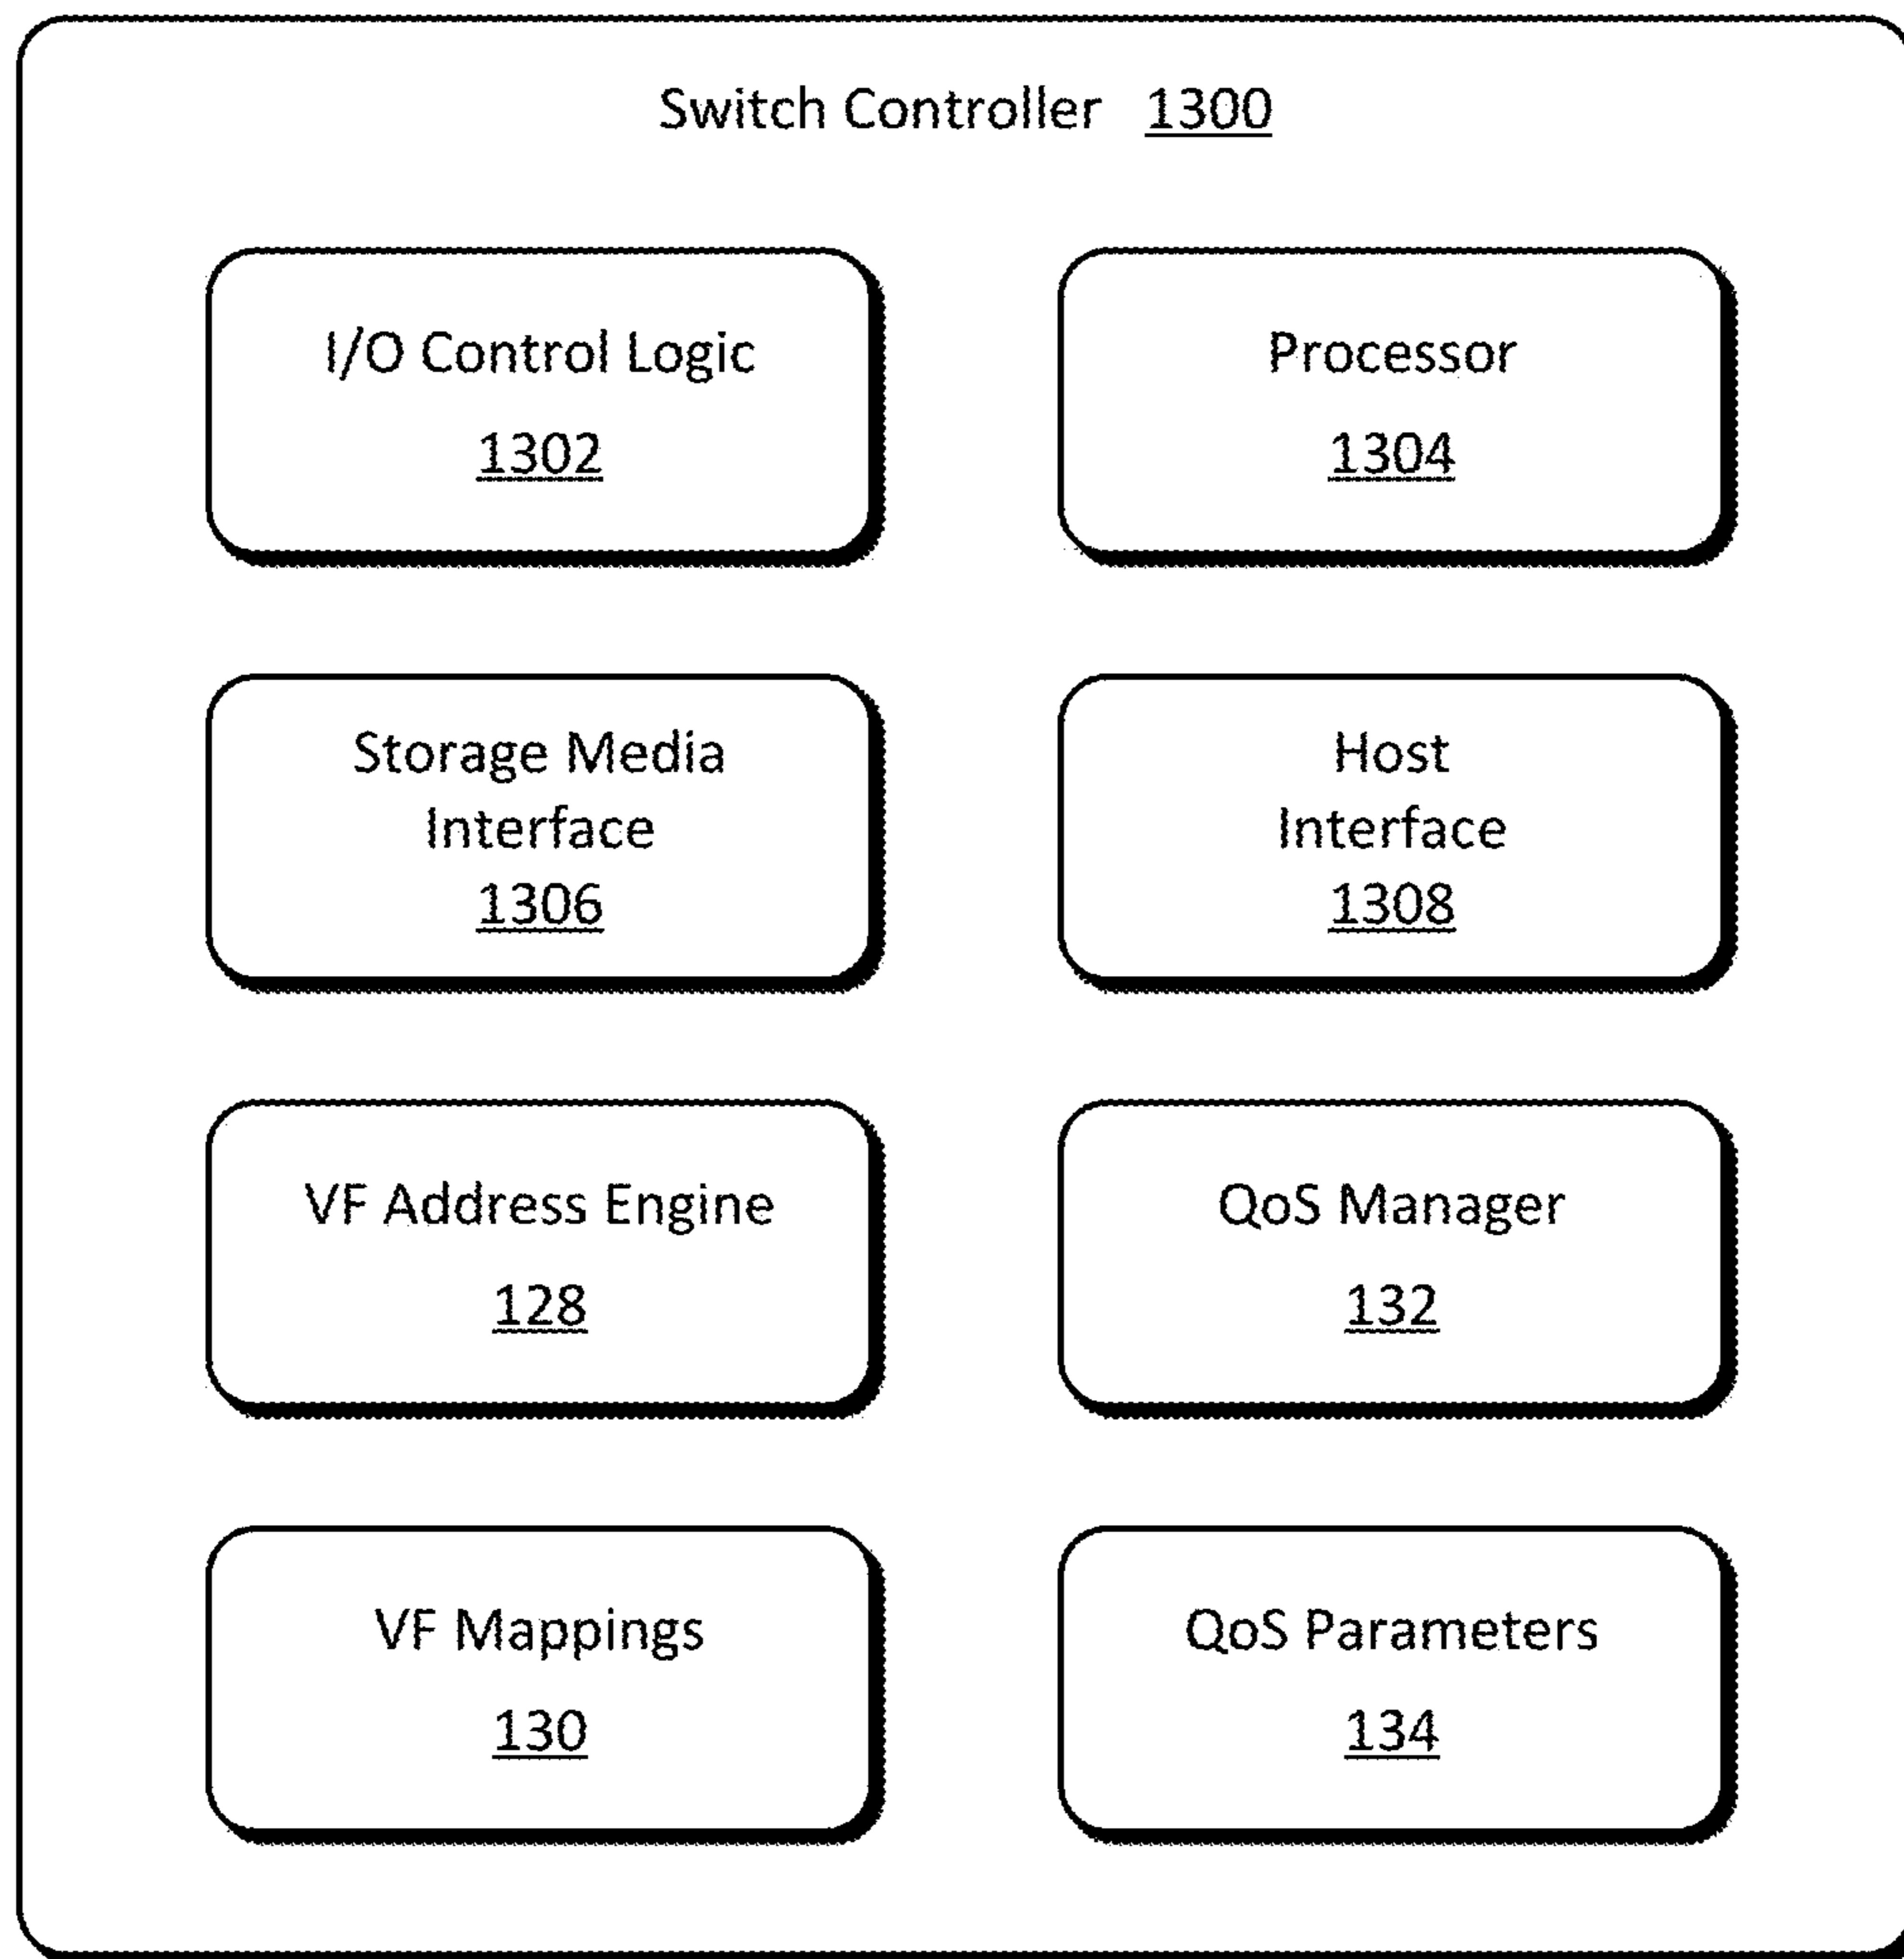 Switch Controller 1300
I/O Control Logic
1302
Processor
1304
Storage Media
Interface
1306
Host
Interface
1308
VF Address Engine
128
QoS Manager
132
VF Mappings
130
QoS Parameters
134